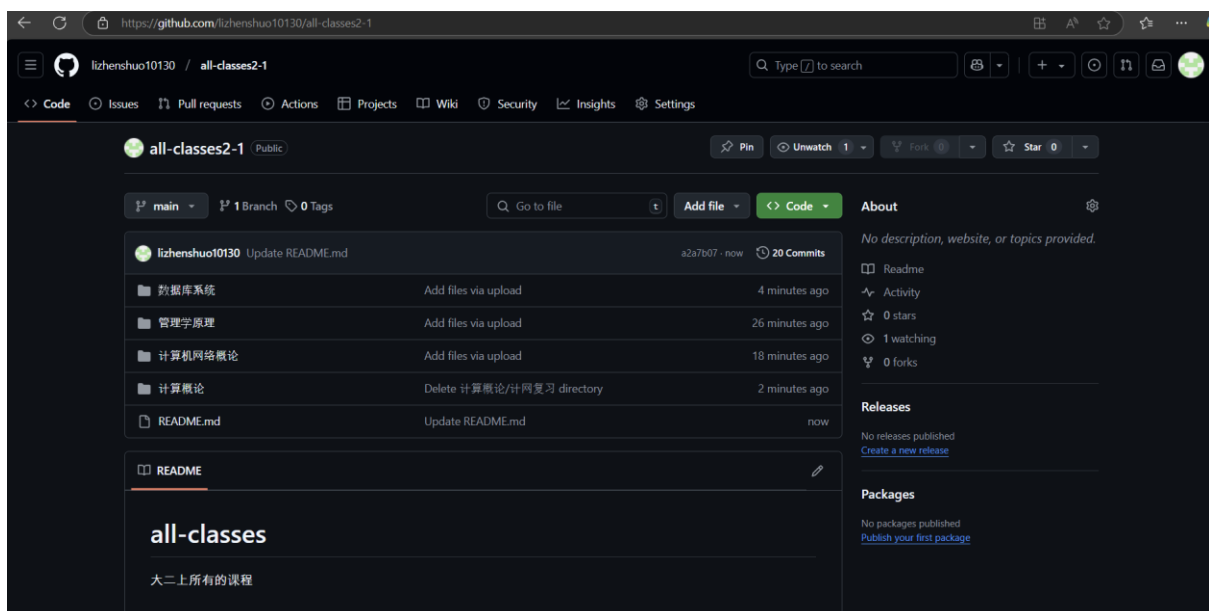 https://github.com/lizhenshuo10130/all-classes2-1
lizhenshuo10130 / all-classes2-1
Type / to search
Code Issues Pull requests Actions Projects Wiki Security Insights Settings
all-classes2-1 Public
Pin Unwatch 1 Fork 0 Star 0
main 1 Branch 0 Tags Go to file t Add file Code
About
No description, website, or topics provided.
lizhenshuo10130 Update README.md a2a7b07 · now 20 Commits
数据库系统 Add files via upload 4 minutes ago
管理学原理 Add files via upload 26 minutes ago
计算机网络概论 Add files via upload 18 minutes ago
计算概论 Delete 计算概论/计网复习 directory 2 minutes ago
README.md Update README.md now
Readme
Activity
0 stars
1 watching
0 forks
Releases
No releases published
Create a new release
Packages
No packages published
Publish your first package
README
all-classes
大二上所有的课程